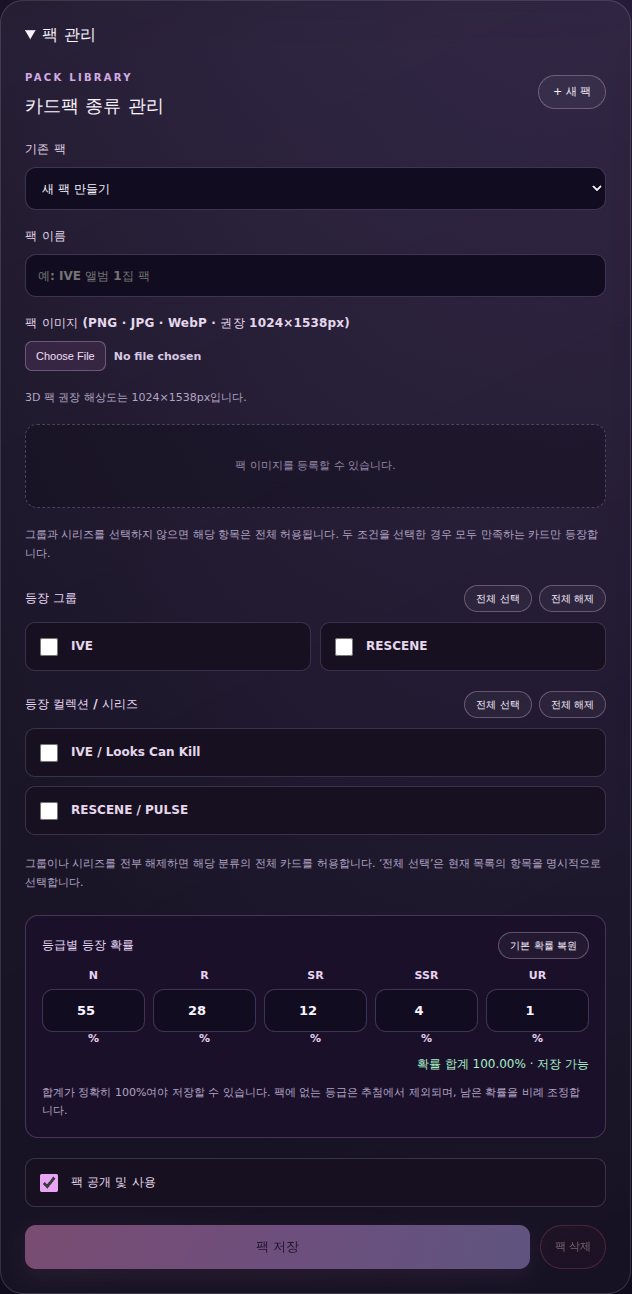 ▼ 팩 관리
PACK LIBRARY
카드팩 종류 관리
+ 새 팩
기존 팩
새 팩 만들기
팩 이름
예: IVE 앨범 1집 팩
팩 이미지 (PNG · JPG · WebP · 권장 1024×1538px)
Choose File No file chosen
3D 팩 권장 해상도는 1024×1538px입니다.
팩 이미지를 등록할 수 있습니다.
그룹과 시리즈를 선택하지 않으면 해당 항목은 전체 허용됩니다. 두 조건을 선택한 경우 모두 만족하는 카드만 등장합
니다.
등장 그룹 전체 선택 전체 해제
IVE RESCENE
등장 컬렉션 / 시리즈 전체 선택 전체 해제
IVE / Looks Can Kill
RESCENE / PULSE
그룹이나 시리즈를 전부 해제하면 해당 분류의 전체 카드를 허용합니다. ‘전체 선택’은 현재 목록의 항목을 명시적으로
선택합니다.
등급별 등장 확률 기본 확률 복원
N R SR SSR UR
55 28 12 4 1
% % % % %
확률 합계 100.00% · 저장 가능
합계가 정확히 100%여야 저장할 수 있습니다. 팩에 없는 등급은 추첨에서 제외되며, 남은 확률을 비례 조정합
니다.
팩 공개 및 사용
팩 저장 팩 삭제